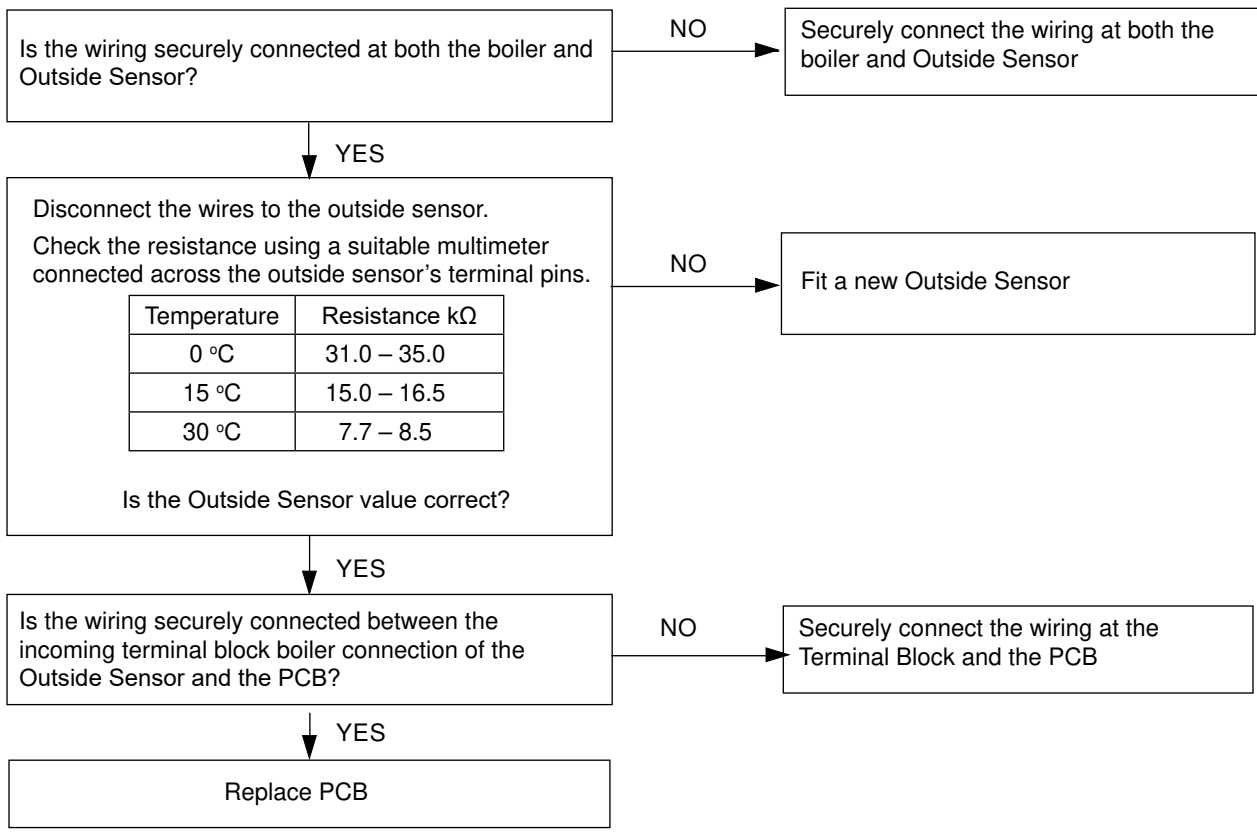 Is the wiring securely connected at both the boiler and
Outside Sensor?
NO
Securely connect the wiring at both the
boiler and Outside Sensor
YES
Disconnect the wires to the outside sensor.
Check the resistance using a suitable multimeter
connected across the outside sensor's terminal pins.
Temperature Resistance kΩ
0 °C 31.0 – 35.0
15 °C 15.0 – 16.5
30 °C 7.7 – 8.5
Is the Outside Sensor value correct?
NO
Fit a new Outside Sensor
YES
Is the wiring securely connected between the
incoming terminal block boiler connection of the
Outside Sensor and the PCB?
NO
Securely connect the wiring at the
Terminal Block and the PCB
YES
Replace PCB